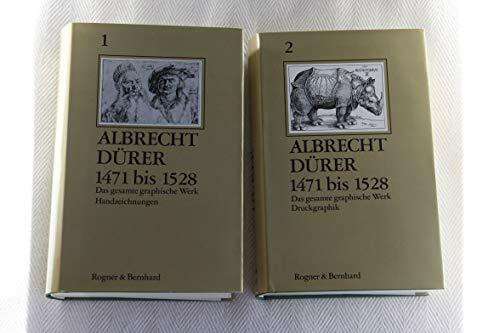 1
ALBRECHT
DÜRER
1471 bis 1528
Das gesamte graphische Werk
Handzeichnungen
Rogner & Bernhard
2
ALBRECHT
DÜRER
1471 bis 1528
Das gesamte graphische Werk
Druckgraphik
Rogner & Bernhard